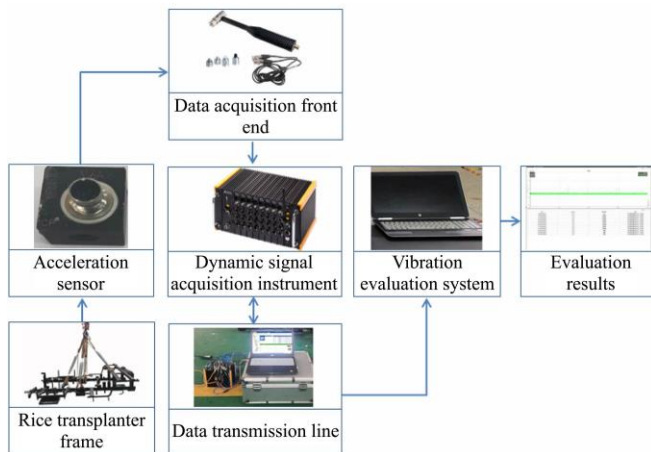 Data acquisition front
end
Acceleration
sensor
Dynamic signal
acquisition instrument
Vibration
evaluation system
Evaluation
results
Rice transplanter
frame
Data transmission line